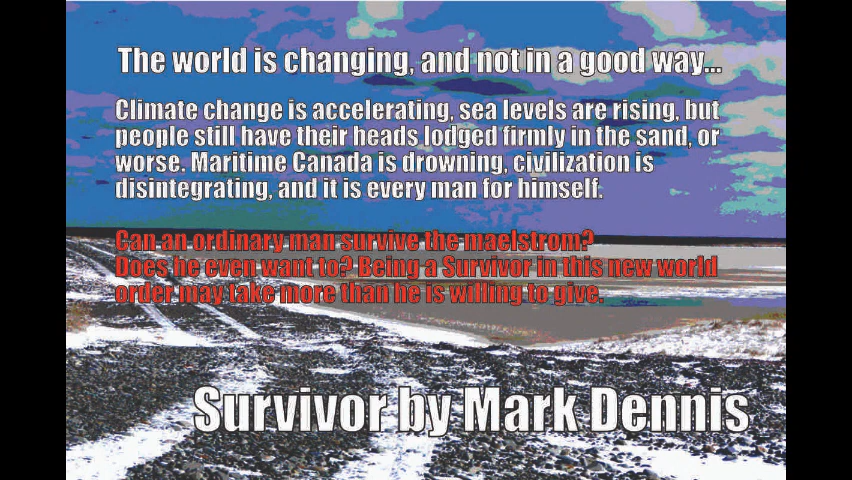 The world is changing, and not in a good way...
Climate change is accelerating, sea levels are rising, but
people still have their heads lodged firmly in the sand, or
worse. Maritime Canada is drowning, civilization is
disintegrating, and it is every man for himself.
Can an ordinary man survive the maelstrom?
Does he even want to? Being a Survivor in this new world
order may take more than he is willing to give.
Survivor by Mark Dennis